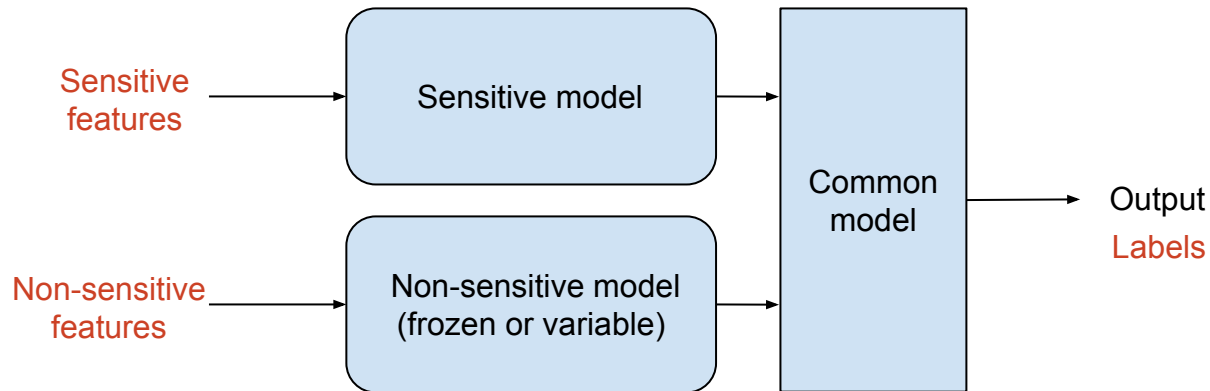 Sensitive
features
Sensitive model
Non-sensitive
features
Non-sensitive model
(frozen or variable)
Common
model
Output
Labels